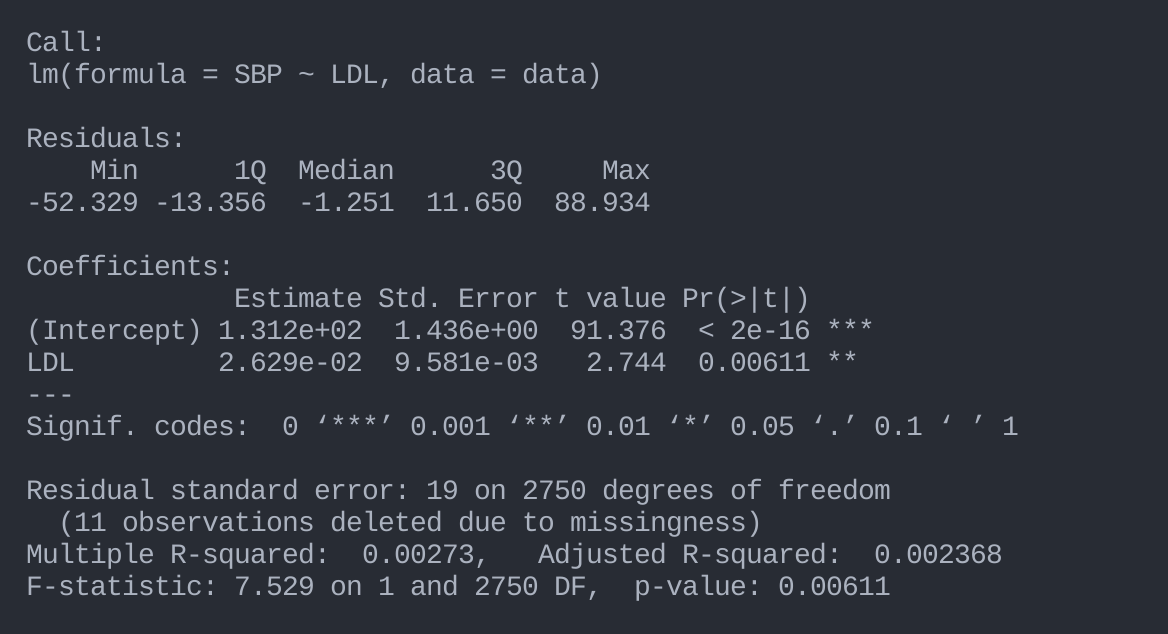 Call:
lm(formula = SBP ~ LDL, data = data)
Residuals:
    Min      1Q  Median      3Q     Max
-52.329 -13.356  -1.251  11.650  88.934
Coefficients:
             Estimate Std. Error t value Pr(>|t|)
(Intercept) 1.312e+02  1.436e+00  91.376  < 2e-16 ***
LDL         2.629e-02  9.581e-03   2.744  0.00611 **
---
Signif. codes:  0 ‘***’ 0.001 ‘**’ 0.01 ‘*’ 0.05 ‘.’ 0.1 ‘ ’ 1
Residual standard error: 19 on 2750 degrees of freedom
  (11 observations deleted due to missingness)
Multiple R-squared:  0.00273,   Adjusted R-squared:  0.002368
F-statistic: 7.529 on 1 and 2750 DF,  p-value: 0.00611